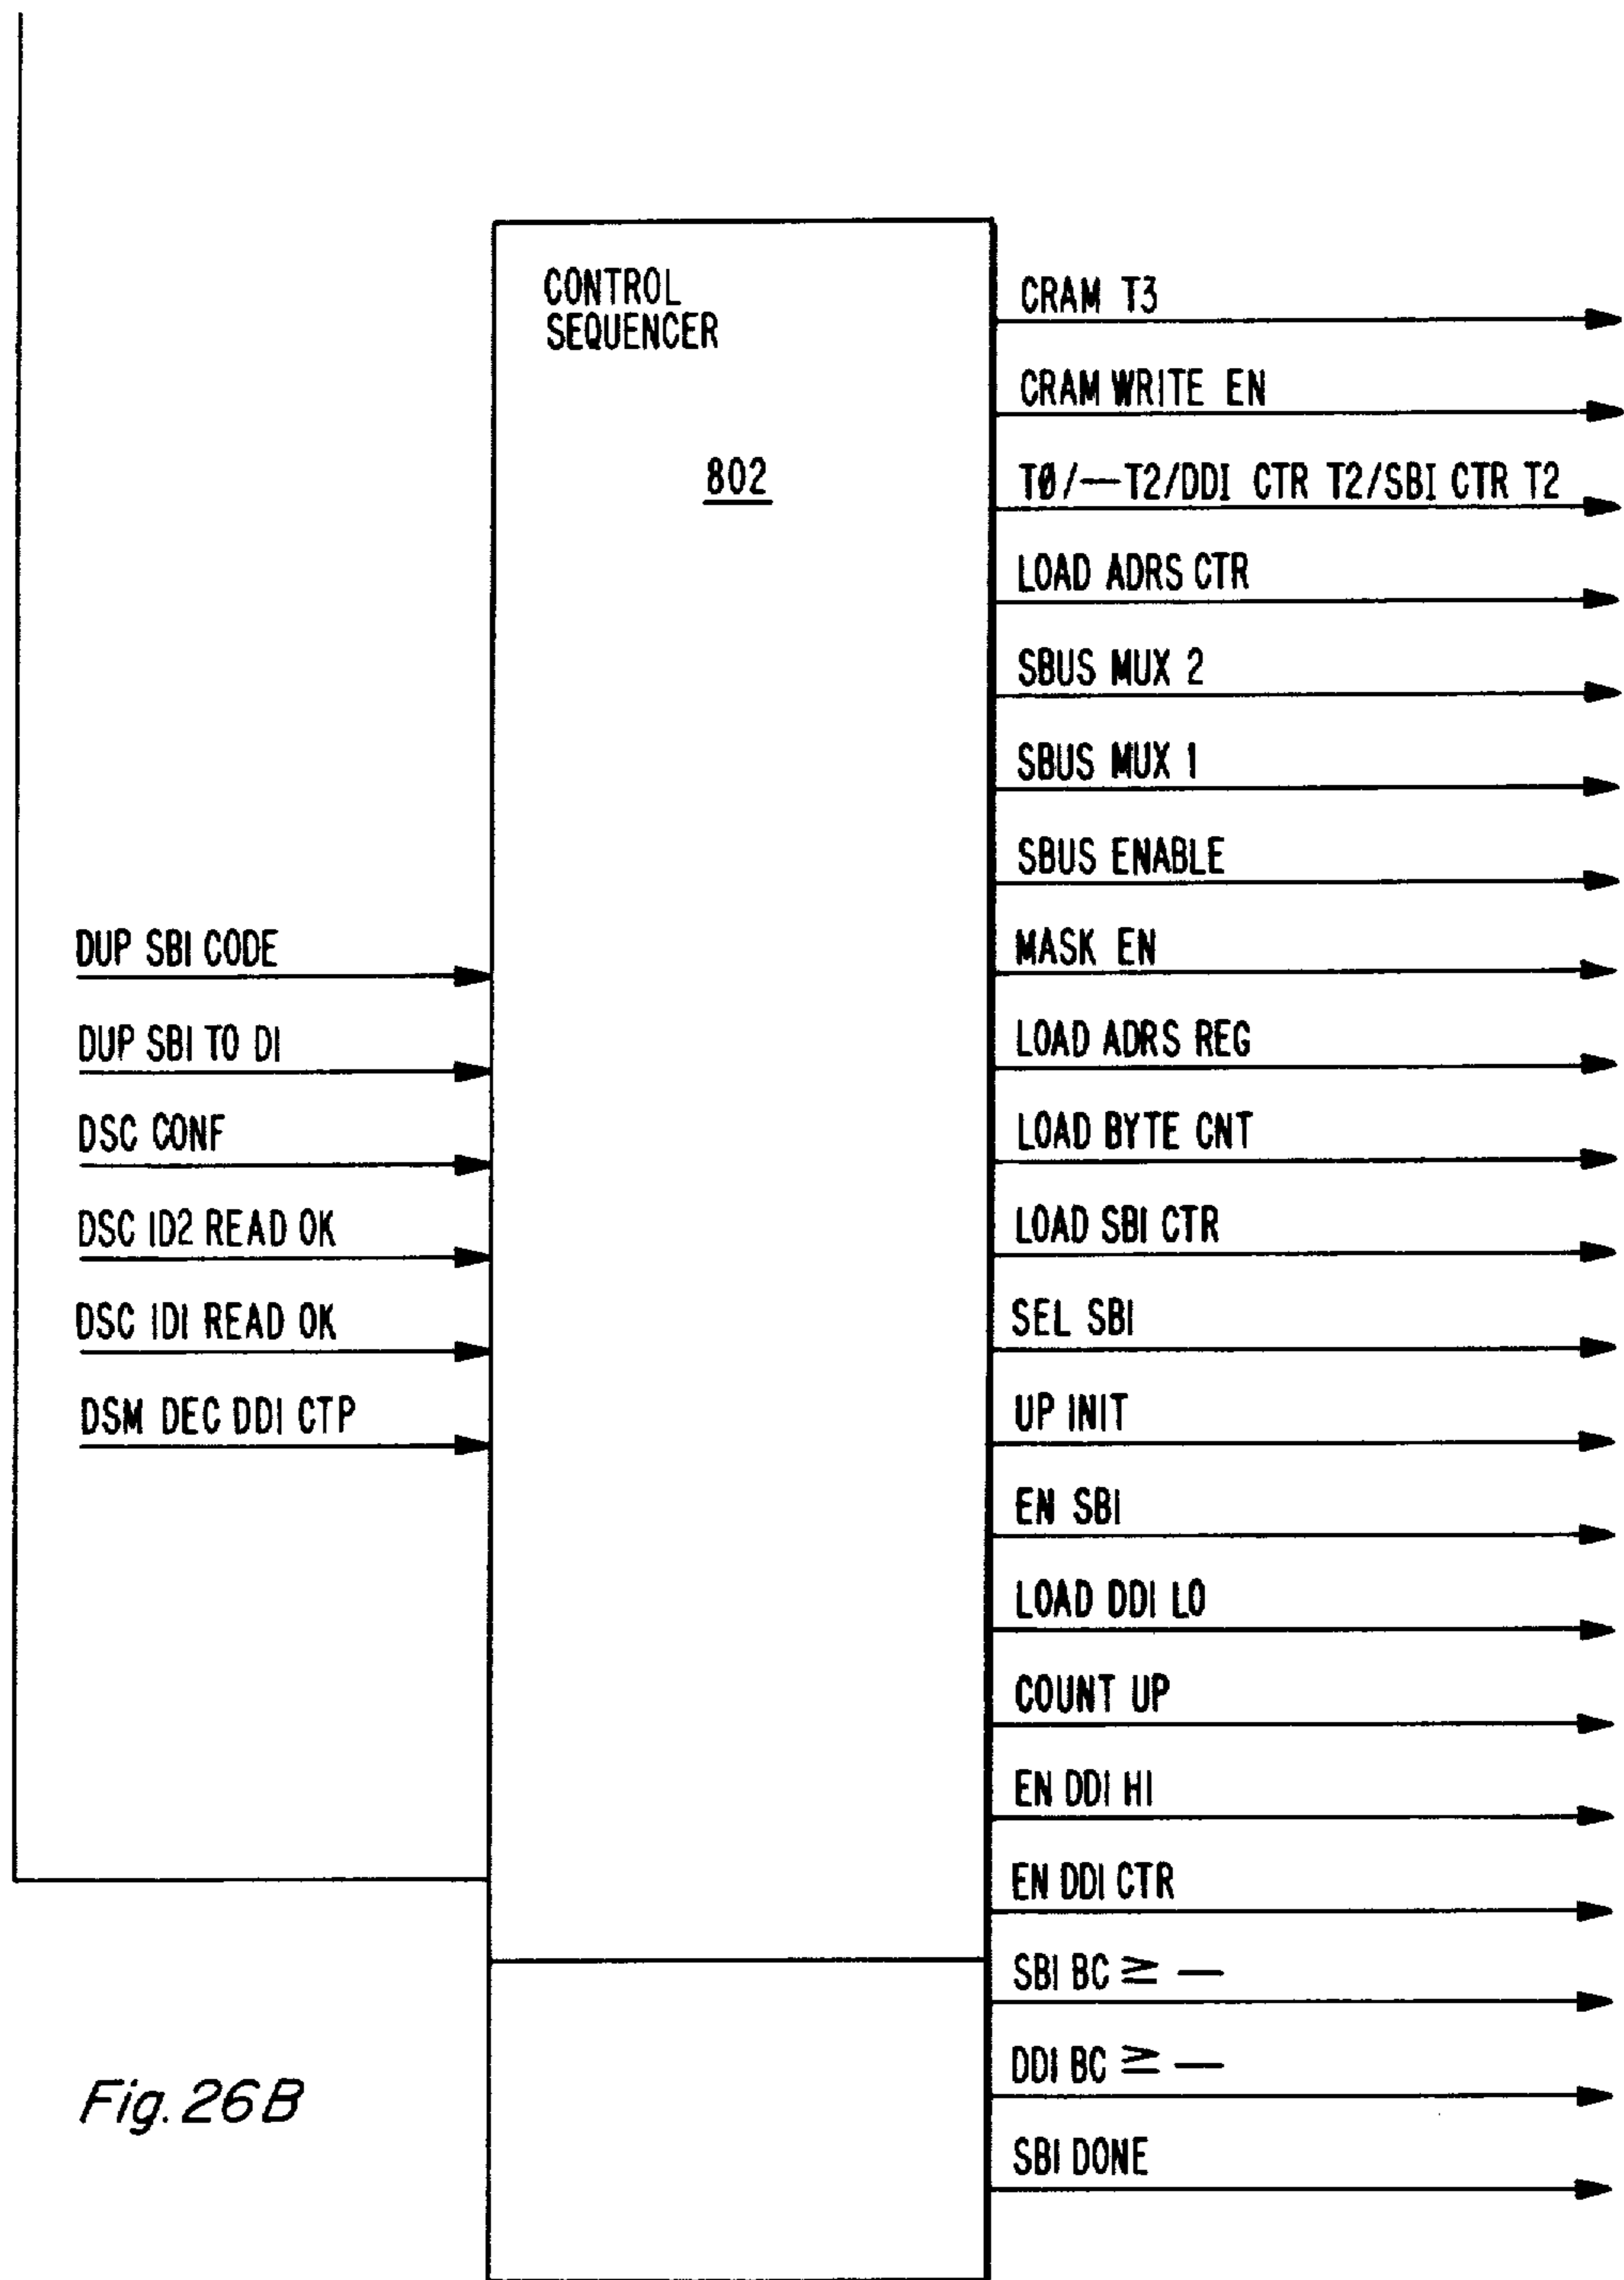 CONTROL
SEQUENCER
802
DUP SBI CODE
DUP SBI TO DI
DSC CONF
DSC ID2 READ OK
DSC ID1 READ OK
DSM DEC DDI CTP
CRAM T3
CRAM WRITE EN
TØ/—T2/DDI CTR T2/SBI CTR T2
LOAD ADRS CTR
SBUS MUX 2
SBUS MUX 1
SBUS ENABLE
MASK EN
LOAD ADRS REG
LOAD BYTE CNT
LOAD SBI CTR
SEL SBI
UP INIT
EN SBI
LOAD DDI LO
COUNT UP
EN DDI HI
EN DDI CTR
SBI BC ≥ —
DDI BC ≥ —
SBI DONE
Fig. 26B